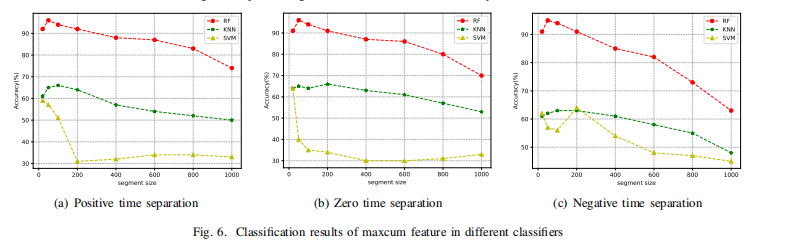 90
80
70
60
50
40
30
Accuracy(%)
0 200 400 600 800 1000
segment size
RF
KNN
SVM
(a) Positive time separation
90
80
70
60
50
40
30
Accuracy(%)
0 200 400 600 800 1000
segment size
RF
KNN
SVM
(b) Zero time separation
90
80
70
60
50
Accuracy(%)
0 200 400 600 800 1000
segment size
RF
KNN
SVM
(c) Negative time separation
Fig. 6. Classification results of maxcum feature in different classifiers